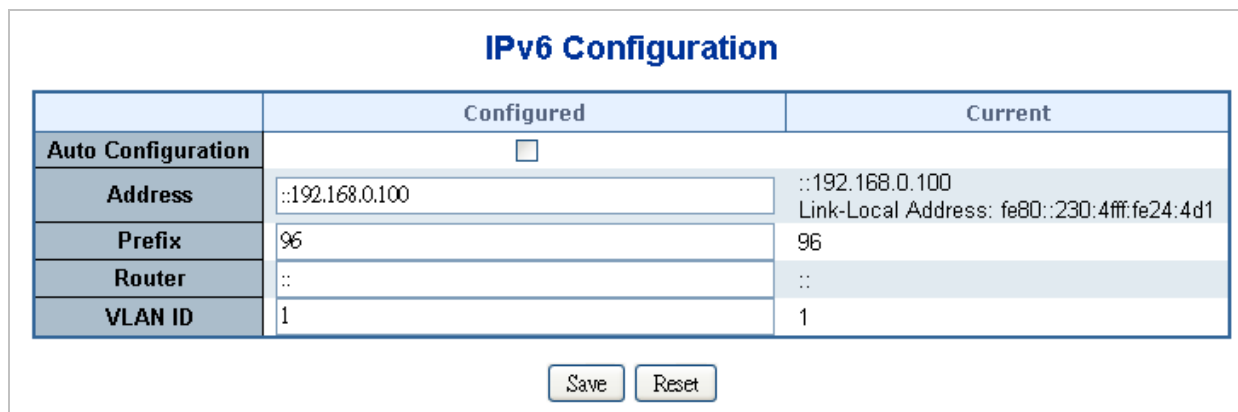 IPv6 Configuration
Configured Current
Auto Configuration
Address ::192.168.0.100 ::192.168.0.100
Link-Local Address: fe80::230:4fff:fe24:4d1
Prefix 96 96
Router :: ::
VLAN ID 1 1
Save Reset